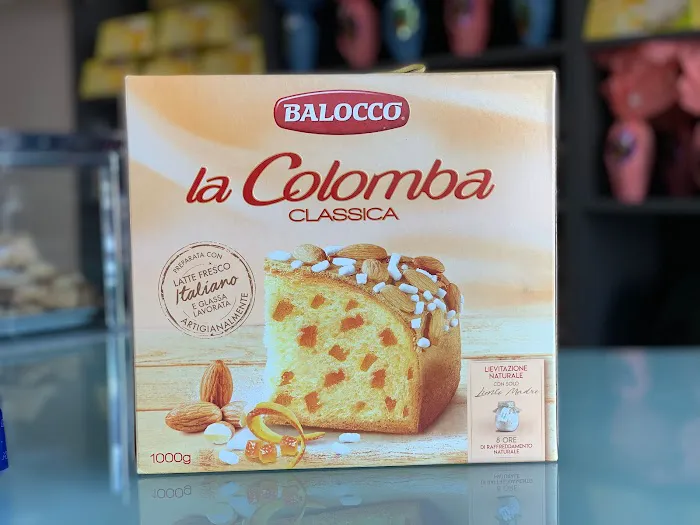 BALOCCO
la Colomba
CLASSICA
PREPARATA CON
LATTE FRESCO
Italiano
E GLASSA
LAVORATA
ARTIGIANALMENTE
LIEVITAZIONE
NATURALE
CON SOLO
Lievito Madre
8 ORE
DI RAFFREDDAMENTO
NATURALE
1000g